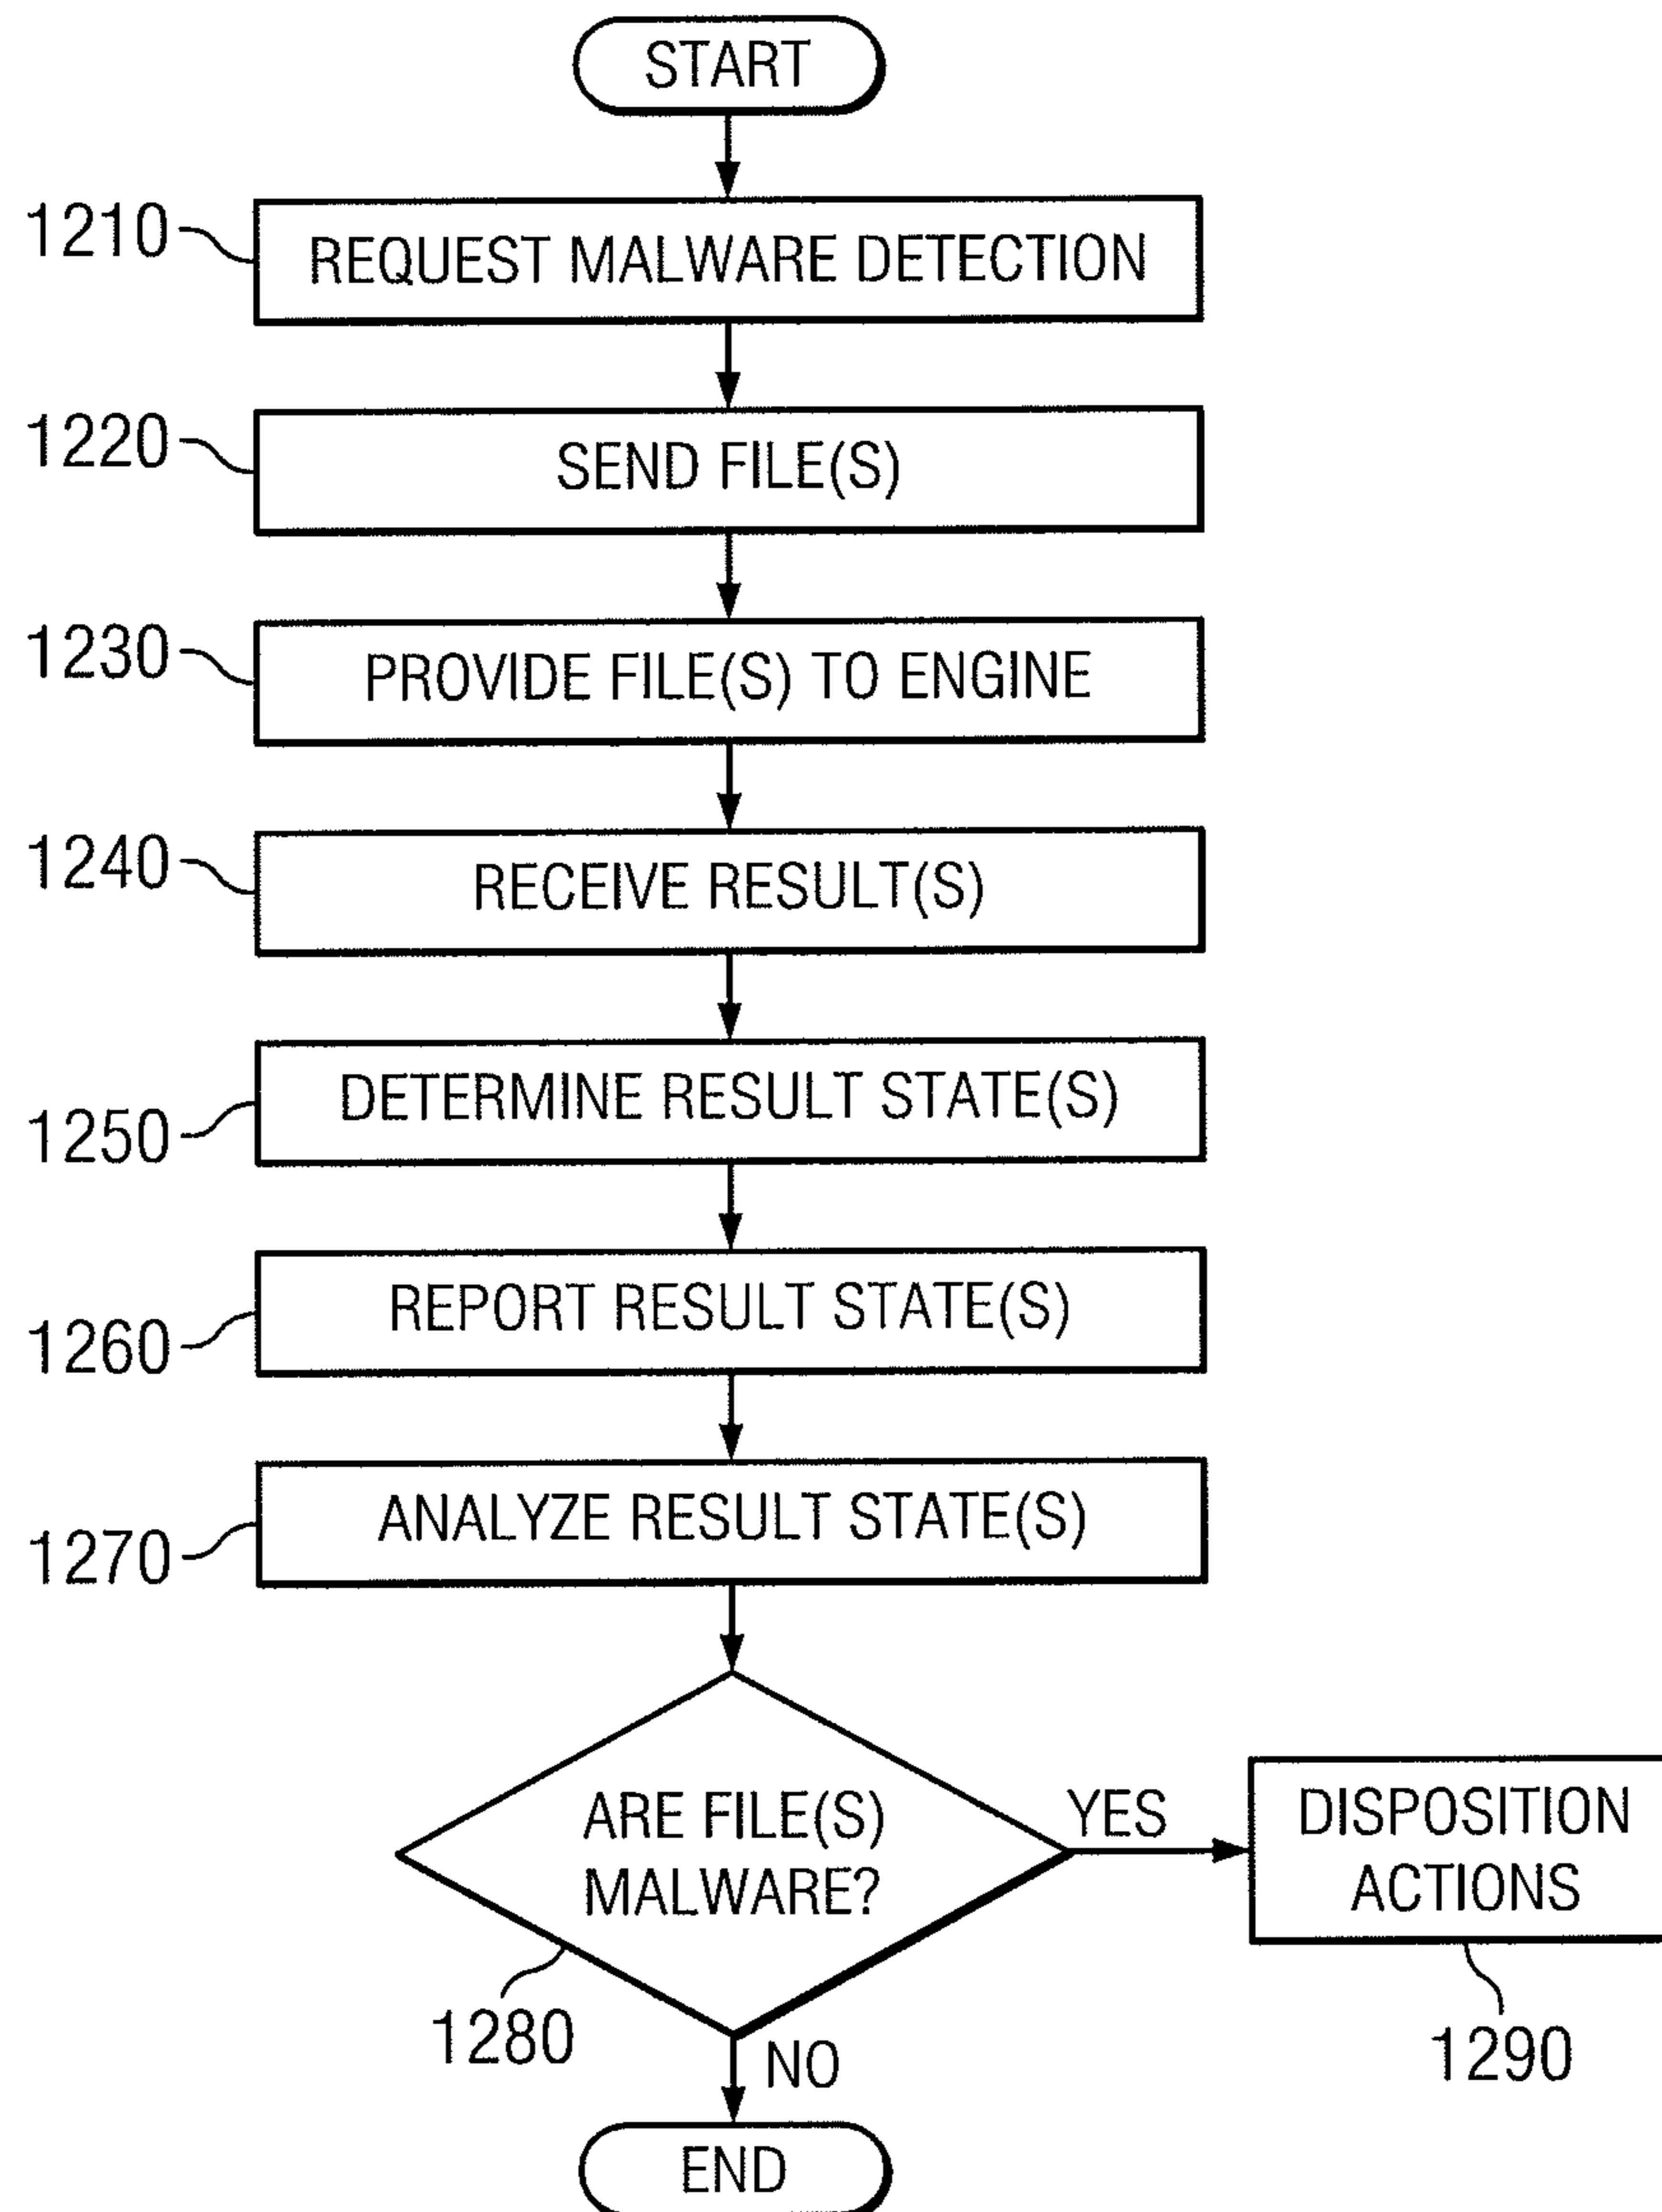 START
1210
REQUEST MALWARE DETECTION
1220
SEND FILE(S)
1230
PROVIDE FILE(S) TO ENGINE
1240
RECEIVE RESULT(S)
1250
DETERMINE RESULT STATE(S)
1260
REPORT RESULT STATE(S)
1270
ANALYZE RESULT STATE(S)
ARE FILE(S)
MALWARE?
YES
DISPOSITION
ACTIONS
1280
1290
NO
END